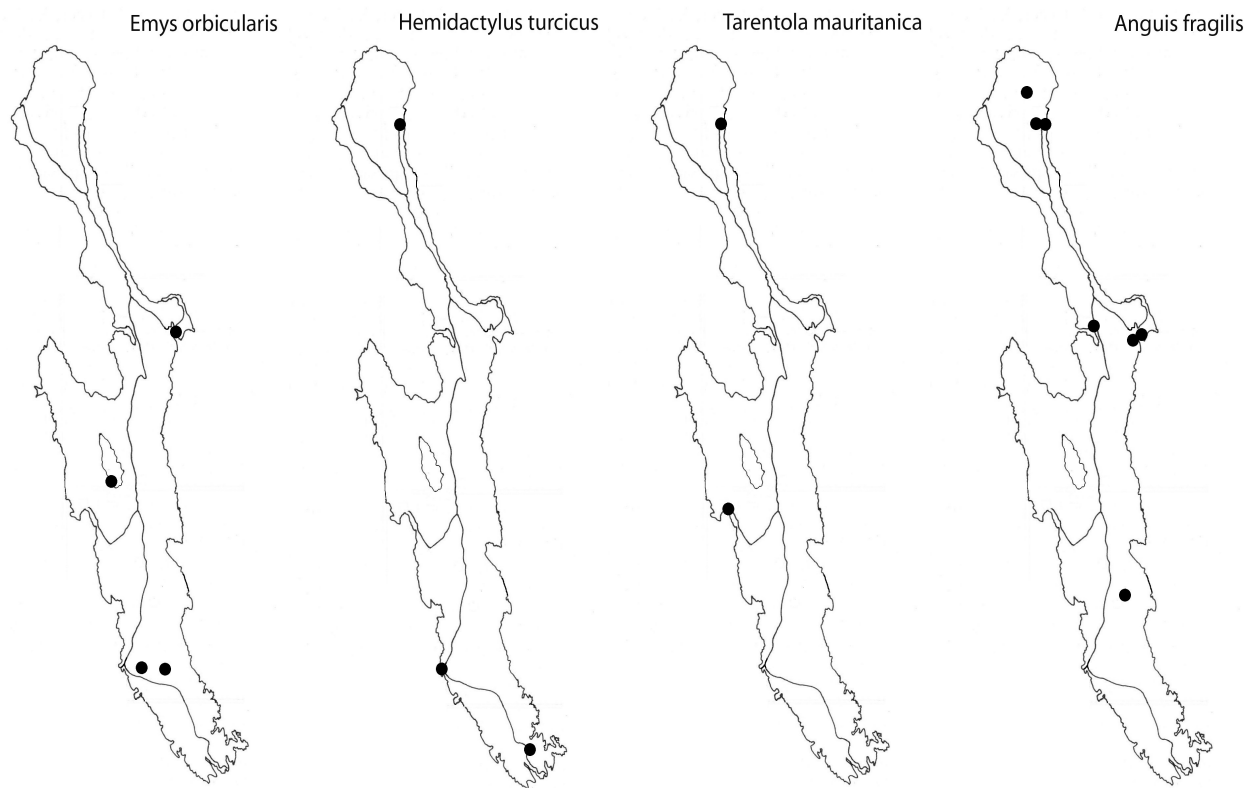 Emys orbicularis
Hemidactylus turcicus
Tarentola mauritanica
Anguis fragilis